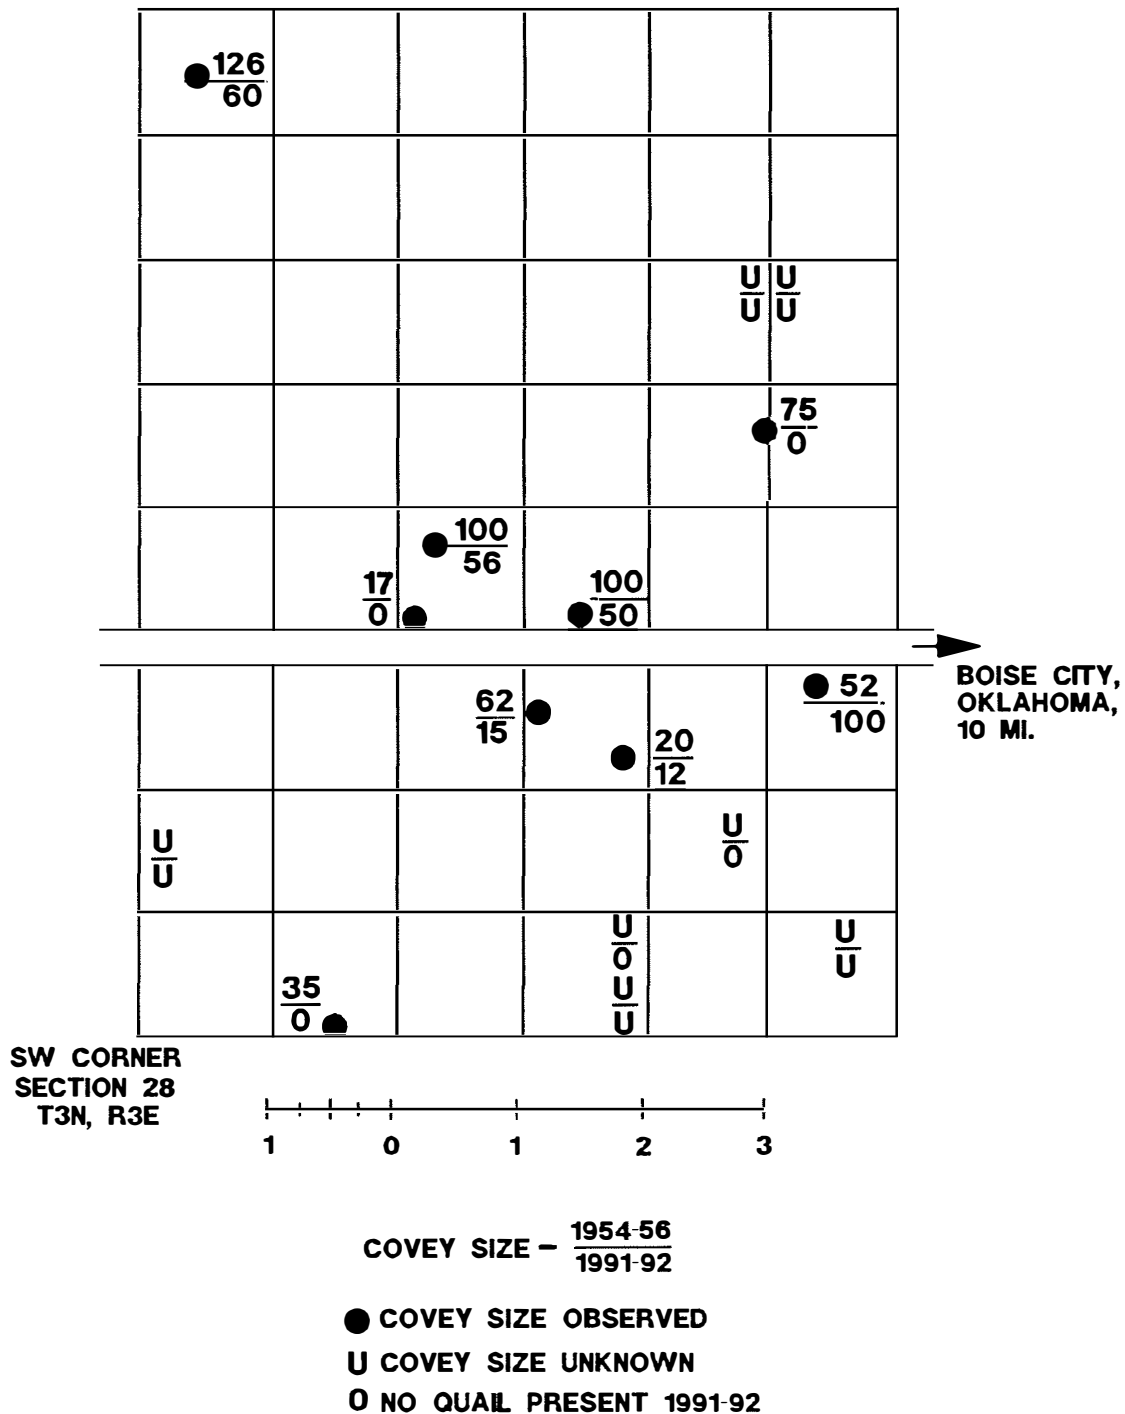 126
60
U U
U U
75
0
100
56
17
0
100
50
BOISE CITY,
OKLAHOMA,
10 MI.
52
100
62
15
20
12
U
U
U
0
U
0
U
U
U
U
35
0
SW CORNER
SECTION 28
T3N, R3E
1 0 1 2 3
COVEY SIZE - 1954-56
1991-92
COVEY SIZE OBSERVED
U COVEY SIZE UNKNOWN
0 NO QUAIL PRESENT 1991-92